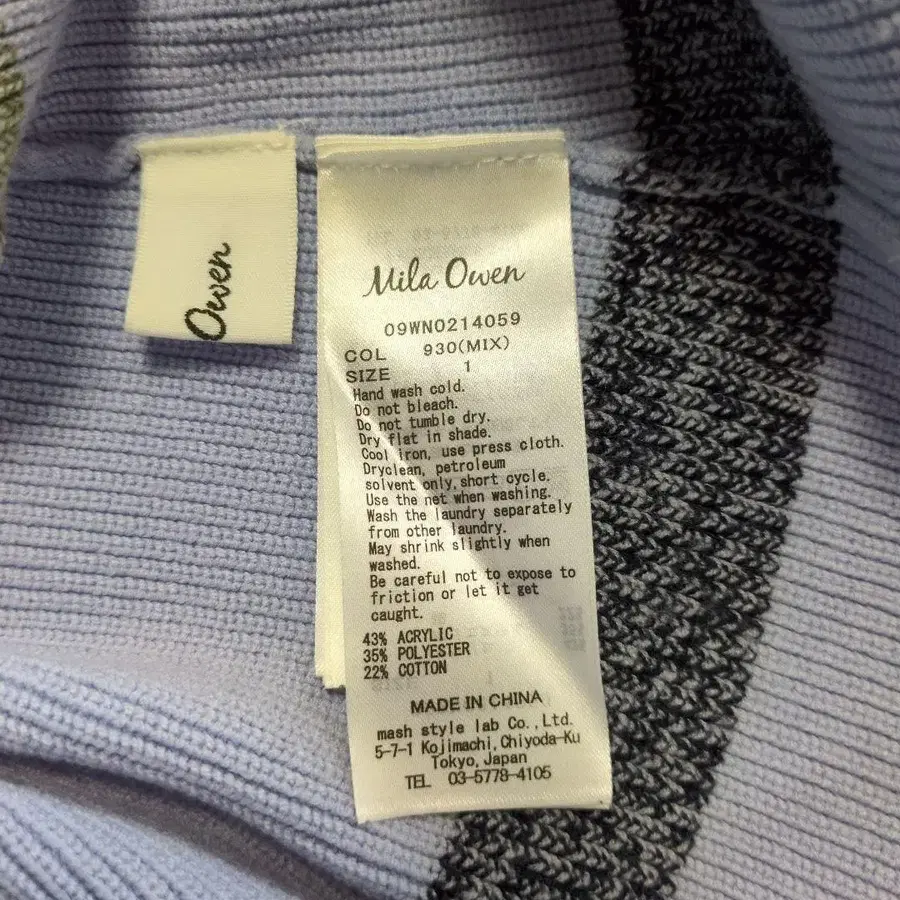 Owen
Mila Owen
09WN0214059
COL 930(MIX)
SIZE 1
Hand wash cold.
Do not bleach.
Do not tumble dry.
Dry flat in shade.
Cool iron, use press cloth.
Dryclean, petroleum
solvent only,short cycle.
Use the net when washing.
Wash the laundry separately
from other laundry.
May shrink slightly when
washed.
Be careful not to expose to
friction or let it get
caught.
43% ACRYLIC
35% POLYESTER
22% COTTON
MADE IN CHINA
mash style lab Co.,Ltd.
5-7-1 Kojimachi,Chiyoda-Ku
Tokyo,Japan
TEL 03-5778-4105